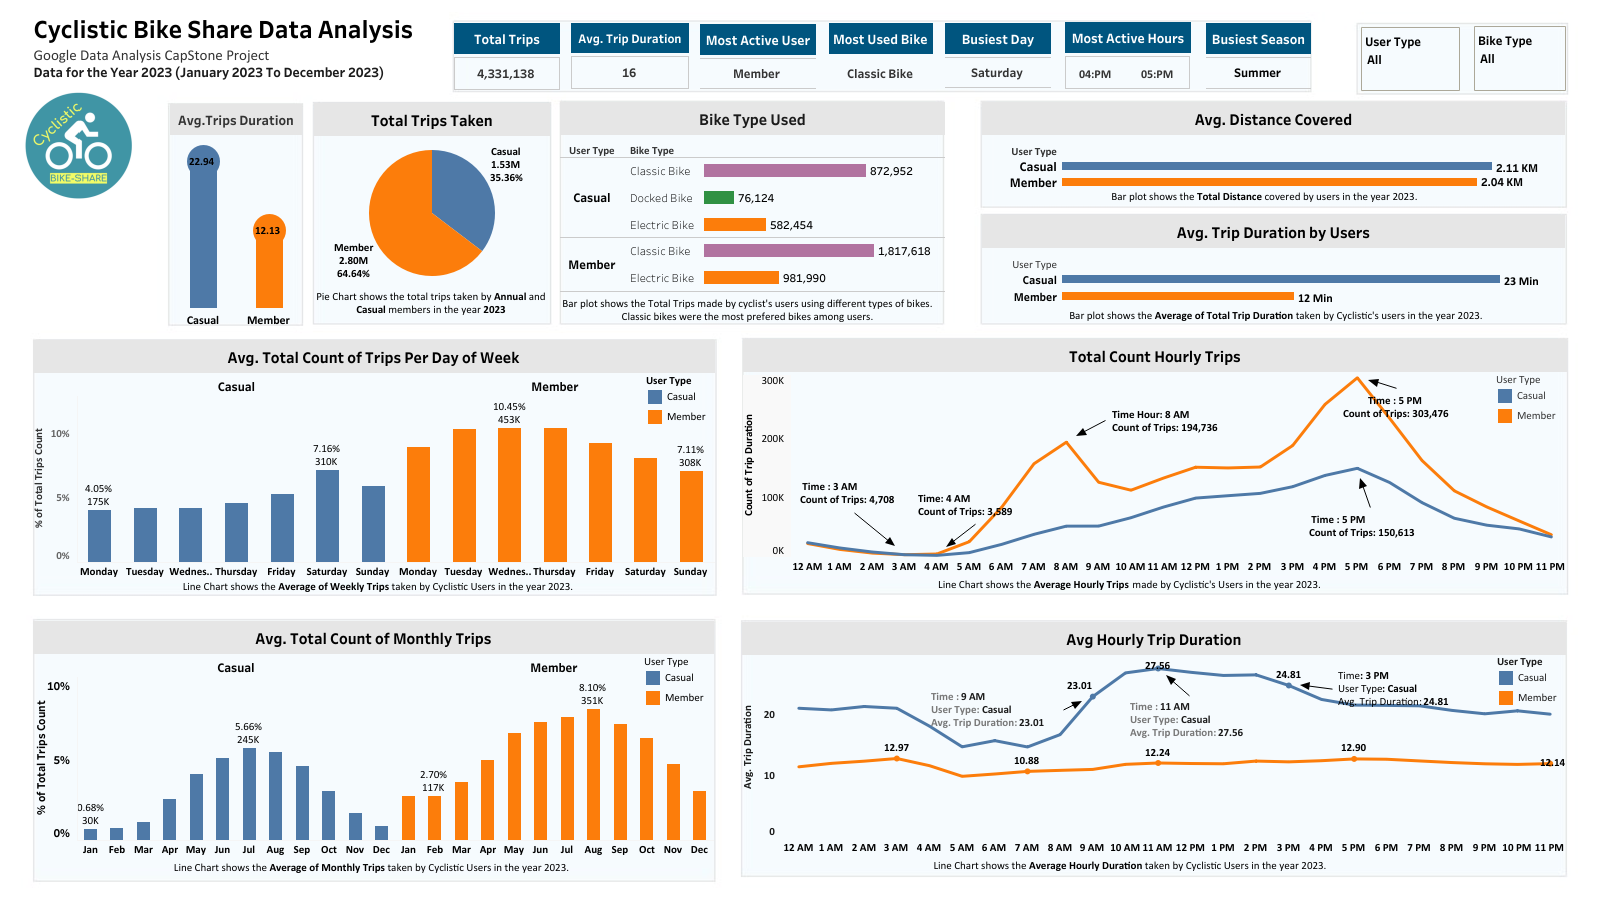 Cyclistic Bike Share Data Analysis
Google Data Analysis CapStone Project
Data for the Year 2023 (January 2023 To December 2023)
Total Trips
4,331,138
Avg. Trip Duration
16
Most Active User
Member
Most Used Bike
Classic Bike
Busiest Day
Saturday
Most Active Hours
04:PM 05:PM
Busiest Season
Summer
User Type
All
Bike Type
All
Cyclistic
BIKE-SHARE
Avg.Trips Duration
22.94
12.13
Casual Member
Total Trips Taken
Casual
1.53M
35.36%
Member
2.80M
64.64%
Pie Chart shows the total trips taken by Annual and
Casual members in the year 2023
Bike Type Used
User Type Bike Type
Casual
Classic Bike 872,952
Docked Bike 76,124
Electric Bike 582,454
Member
Classic Bike 1,817,618
Electric Bike 981,990
Bar plot shows the Total Trips made by cyclist's users using different types of bikes.
Classic bikes were the most prefered bikes among users.
Avg. Distance Covered
User Type
Casual 2.11 KM
Member 2.04 KM
Bar plot shows the Total Distance covered by users in the year 2023.
Avg. Trip Duration by Users
User Type
Casual 23 Min
Member 12 Min
Bar plot shows the Average of Total Trip Duration taken by Cyclistic's users in the year 2023.
Avg. Total Count of Trips Per Day of Week
Casual Member
User Type
Casual
Member
% of Total Trips Count
10%
5%
0%
4.05%
175K
7.16%
310K
10.45%
453K
7.11%
308K
Monday Tuesday Wednes.. Thursday Friday Saturday Sunday Monday Tuesday Wednes.. Thursday Friday Saturday Sunday
Line Chart shows the Average of Weekly Trips taken by Cyclistic Users in the year 2023.
Total Count Hourly Trips
User Type
Casual
Member
Count of Trip Duration
300K
200K
100K
0K
Time : 3 AM
Count of Trips: 4,708
Time: 4 AM
Count of Trips: 3,589
Time Hour: 8 AM
Count of Trips: 194,736
Time : 5 PM
Count of Trips: 303,476
Time : 5 PM
Count of Trips: 150,613
12 AM 1 AM 2 AM 3 AM 4 AM 5 AM 6 AM 7 AM 8 AM 9 AM 10 AM 11 AM 12 PM 1 PM 2 PM 3 PM 4 PM 5 PM 6 PM 7 PM 8 PM 9 PM 10 PM 11 PM
Line Chart shows the Average Hourly Trips made by Cyclistic's Users in the year 2023.
Avg. Total Count of Monthly Trips
Casual Member
User Type
Casual
Member
% of Total Trips Count
10%
5%
0%
0.68%
30K
5.66%
245K
2.70%
117K
8.10%
351K
Jan Feb Mar Apr May Jun Jul Aug Sep Oct Nov Dec Jan Feb Mar Apr May Jun Jul Aug Sep Oct Nov Dec
Line Chart shows the Average of Monthly Trips taken by Cyclistic Users in the year 2023.
Avg Hourly Trip Duration
User Type
Casual
Member
Avg. Trip Duration
20
10
0
Time : 9 AM
User Type: Casual
Avg. Trip Duration: 23.01
23.01
27.56
Time : 11 AM
User Type: Casual
Avg. Trip Duration: 27.56
24.81
Time: 3 PM
User Type: Casual
Avg. Trip Duration: 24.81
12.97
10.88
12.24
12.90
12.14
12 AM 1 AM 2 AM 3 AM 4 AM 5 AM 6 AM 7 AM 8 AM 9 AM 10 AM 11 AM 12 PM 1 PM 2 PM 3 PM 4 PM 5 PM 6 PM 7 PM 8 PM 9 PM 10 PM 11 PM
Line Chart shows the Average Hourly Duration taken by Cyclistic Users in the year 2023.